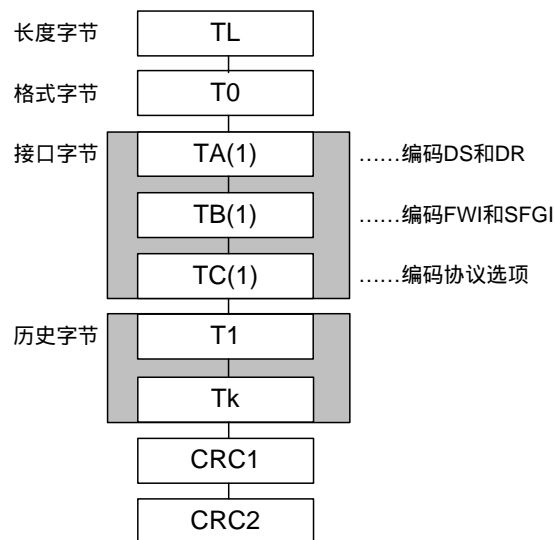 长度字节 TL
格式字节 T0
接口字节 TA(1) ……编码DS和DR
TB(1) ……编码FWI和SFGI
TC(1) ……编码协议选项
历史字节 T1
Tk
CRC1
CRC2